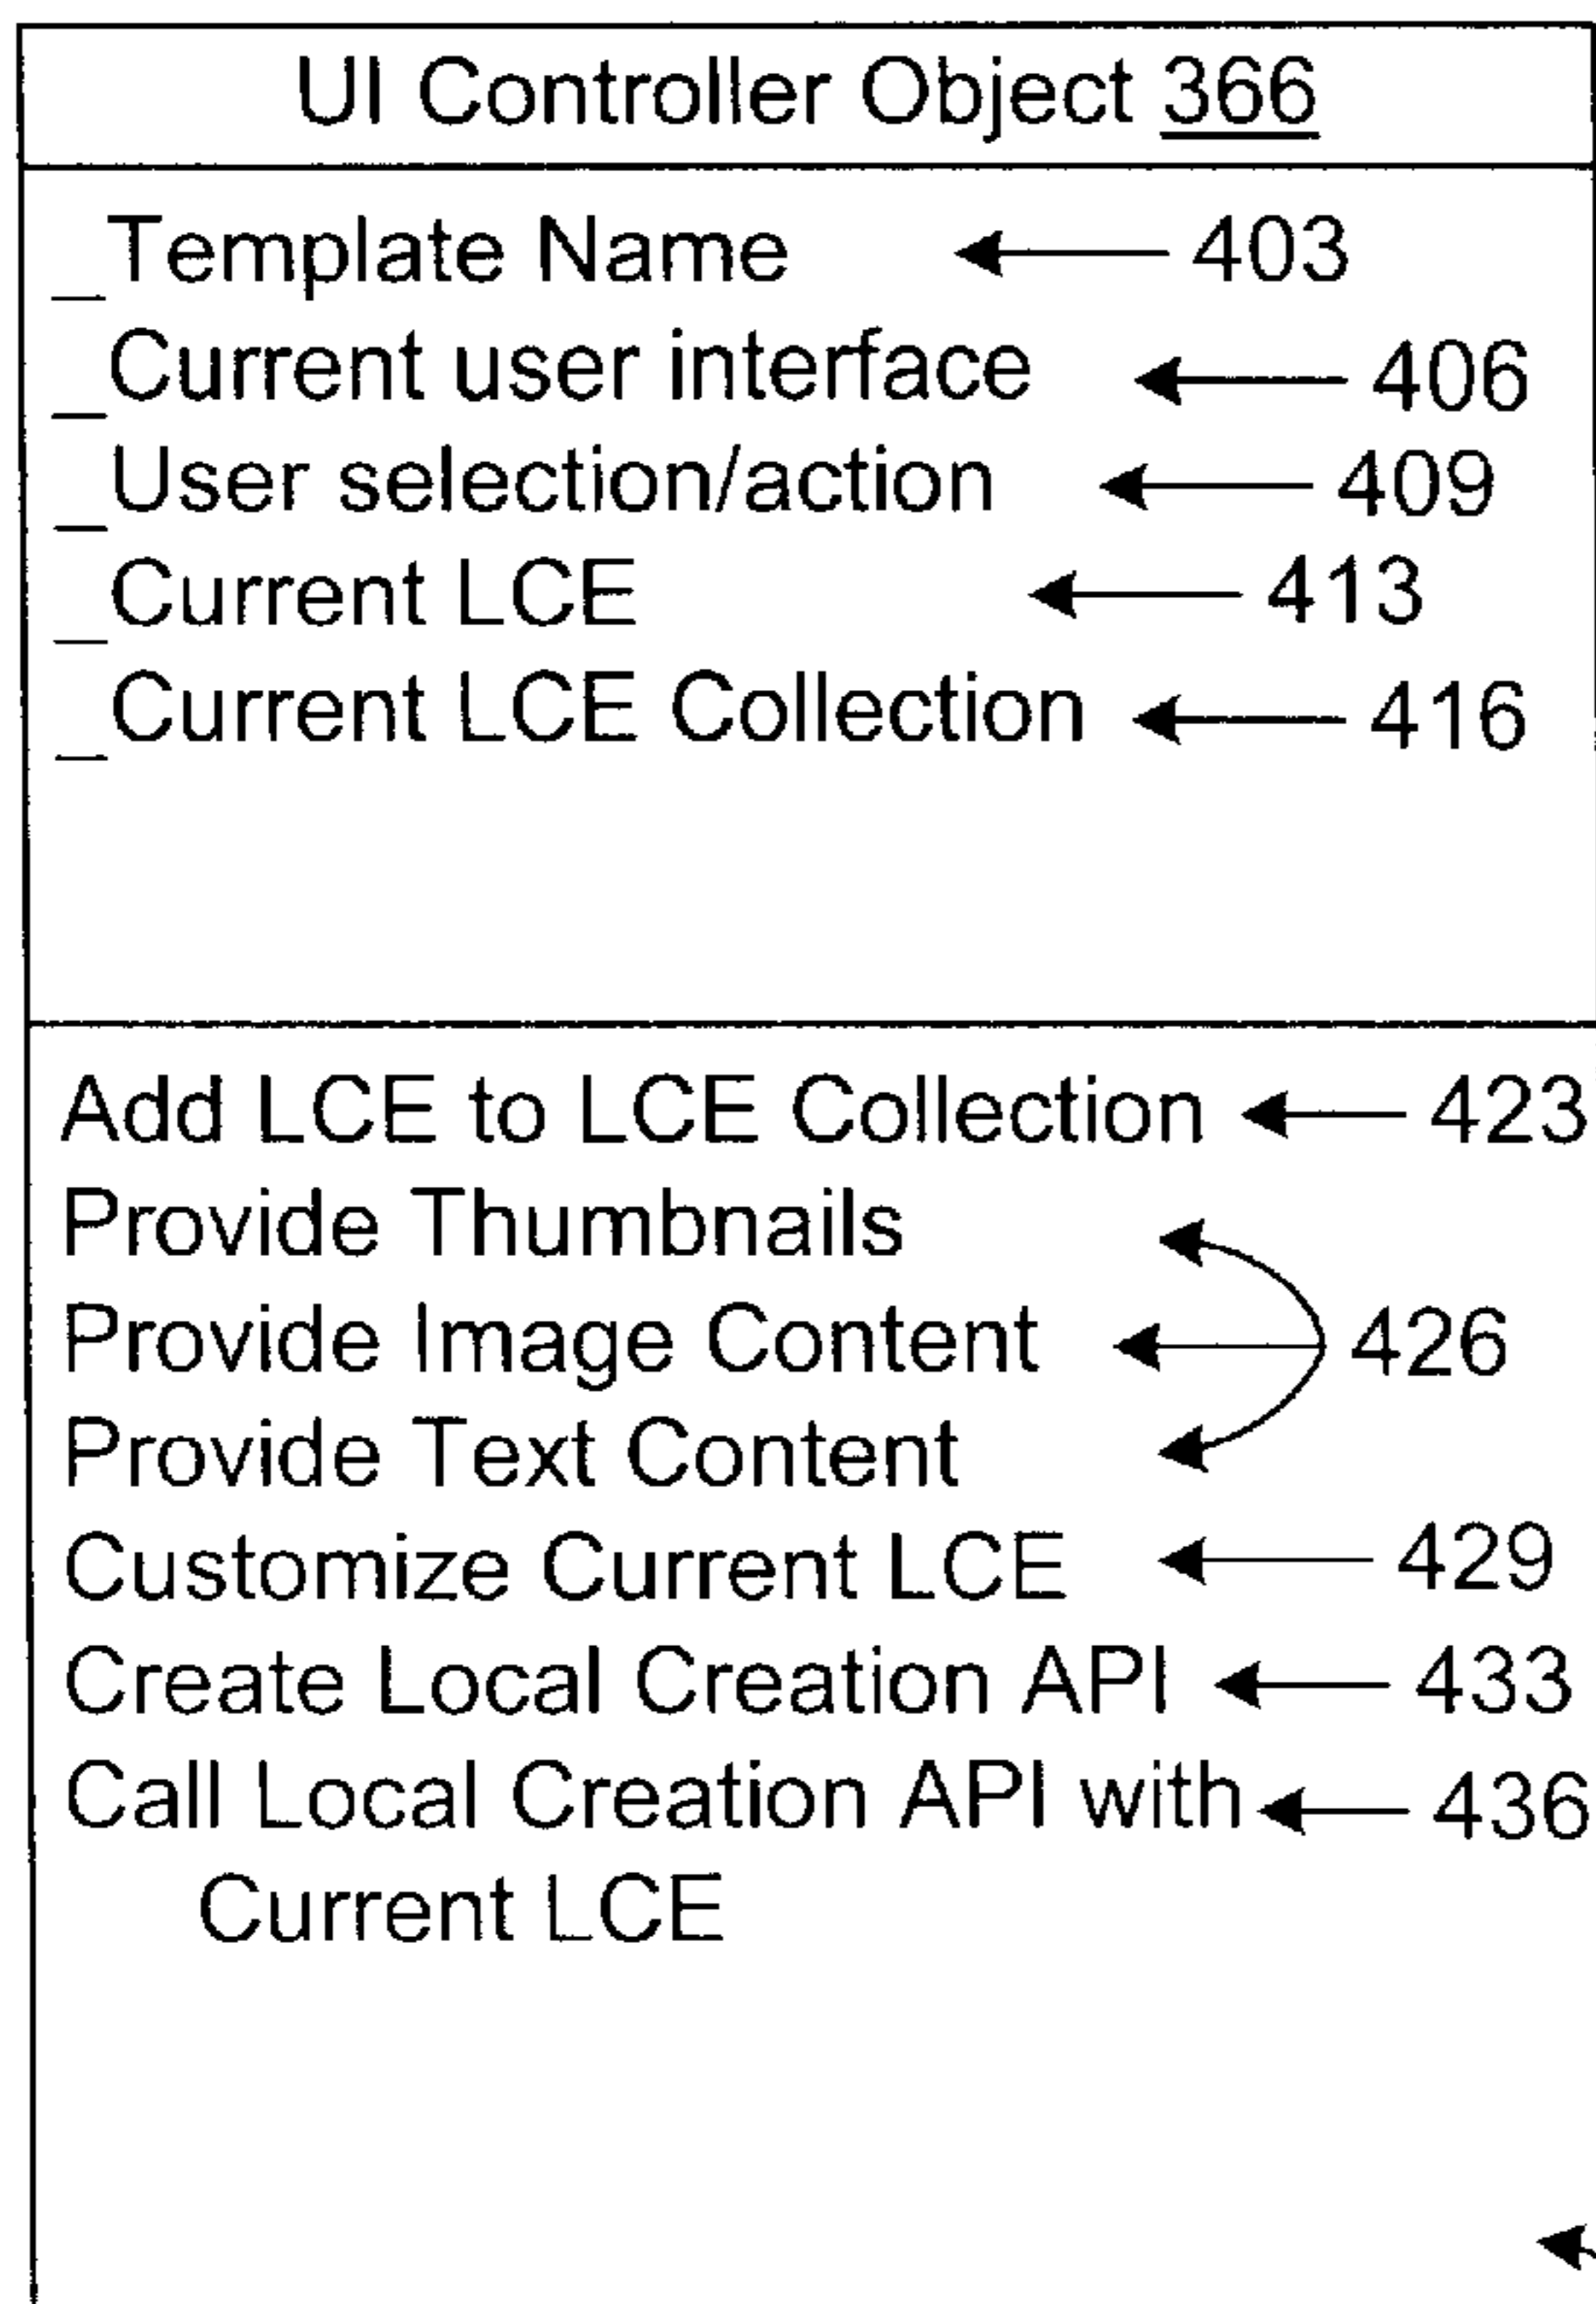 UI Controller Object 366
_Template Name 403
_Current user interface 406
_User selection/action 409
_Current LCE 413
_Current LCE Collection 416
Add LCE to LCE Collection 423
Provide Thumbnails
Provide Image Content 426
Provide Text Content
Customize Current LCE 429
Create Local Creation API 433
Call Local Creation API with 436
Current LCE